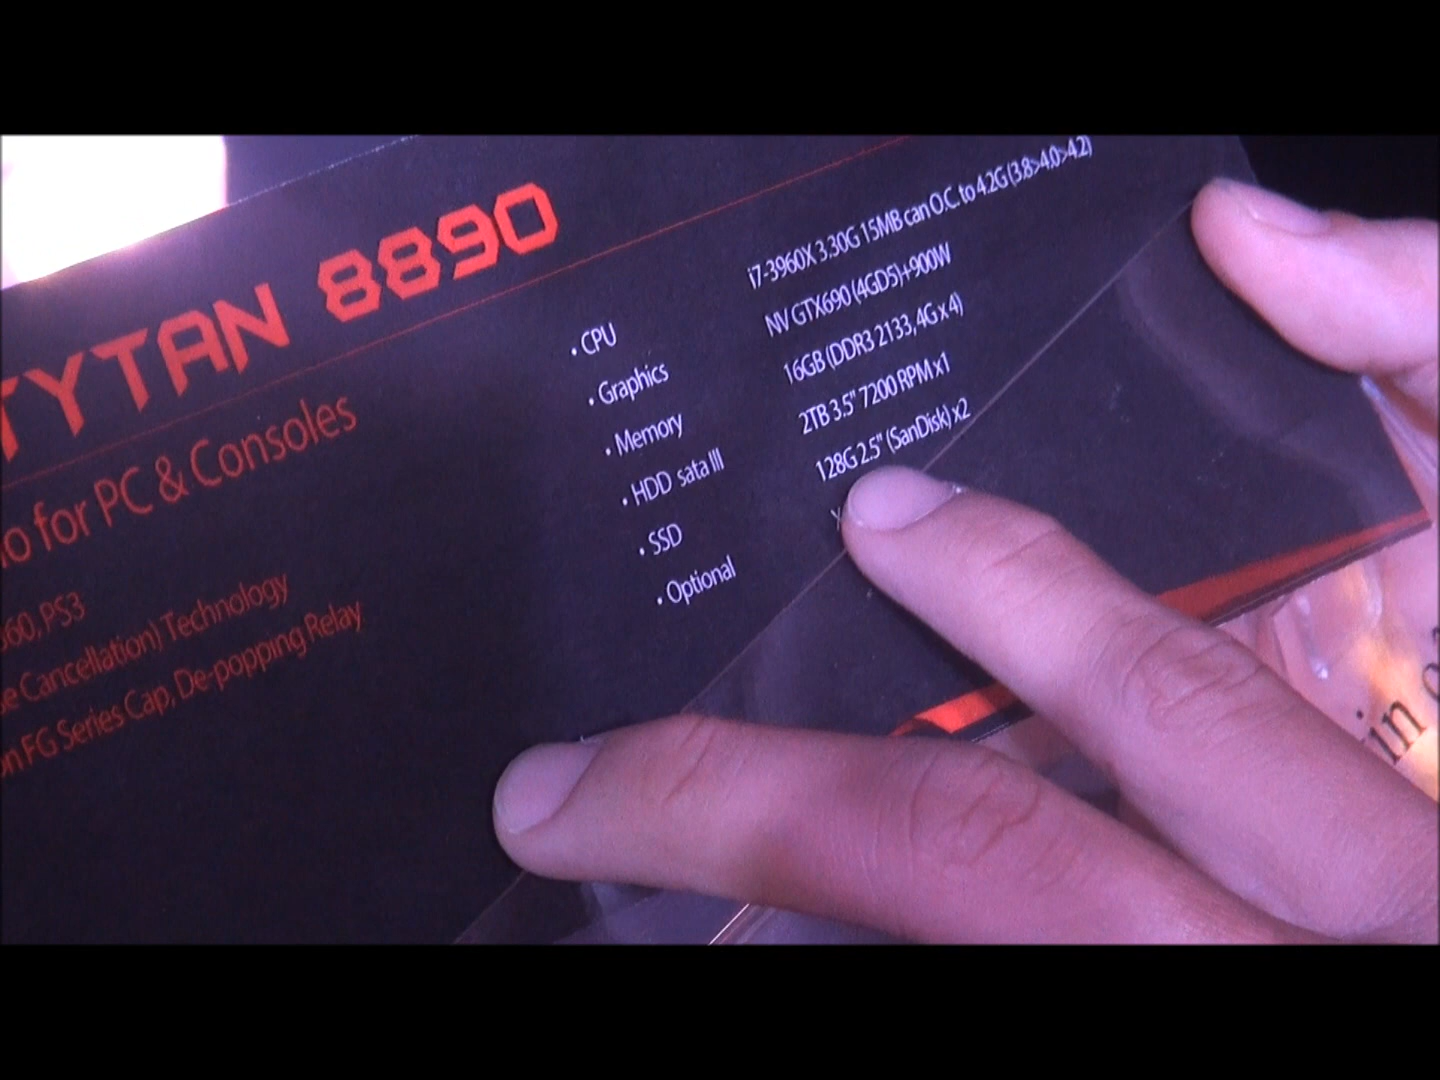 TYTAN 8890
for PC & Consoles
360, PS3
Cancellation) Technology
FG Series Cap, De-popping Relay
• CPU
i7-3960X 3.30G 15MB can O.C. to 4.2G (3.8>4.0>4.2)
• Graphics
NV GTX690 (4GD5)+900W
• Memory
16GB (DDR3 2133, 4G x 4)
• HDD sata III
2TB 3.5" 7200 RPM x1
• SSD
128G 2.5" (SanDisk) x2
• Optional
in